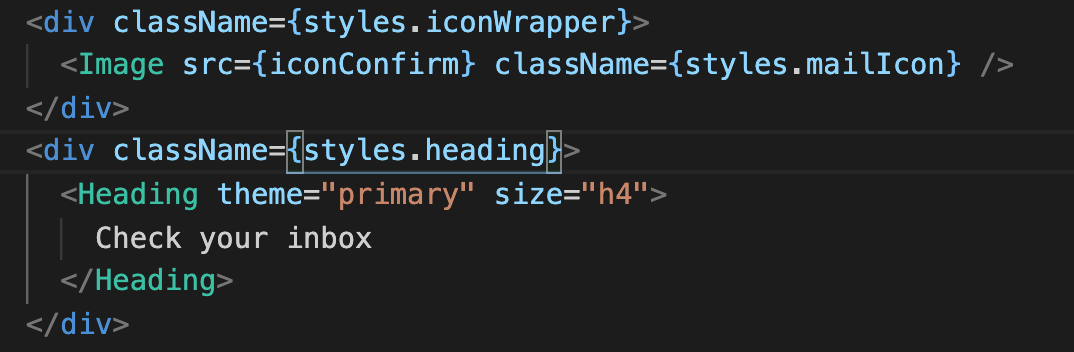 <div className={styles.iconWrapper}>
<Image src={iconConfirm} className={styles.mailIcon} />
</div>
<div className={styles.heading}>
<Heading theme="primary" size="h4">
Check your inbox
</Heading>
</div>